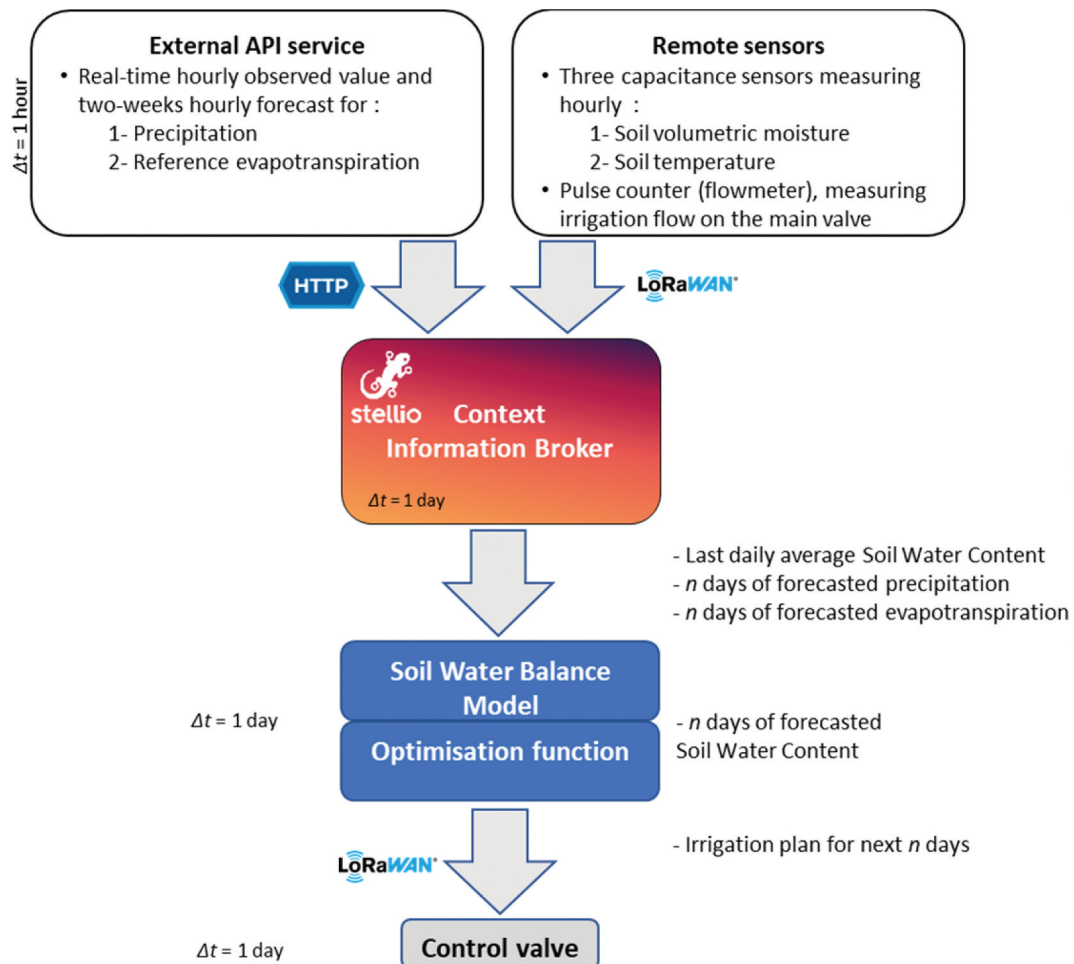 External API service
• Real-time hourly observed value and
two-weeks hourly forecast for :
1- Precipitation
2- Reference evapotranspiration
Δt = 1 hour
Remote sensors
• Three capacitance sensors measuring
hourly :
1- Soil volumetric moisture
2- Soil temperature
• Pulse counter (flowmeter), measuring
irrigation flow on the main valve
HTTP
LoRaWAN®
stellio
Context
Information Broker
Δt = 1 day
- Last daily average Soil Water Content
- n days of forecasted precipitation
- n days of forecasted evapotranspiration
Soil Water Balance
Model
Δt = 1 day
Optimisation function
- n days of forecasted
Soil Water Content
- Irrigation plan for next n days
LoRaWAN®
Δt = 1 day
Control valve